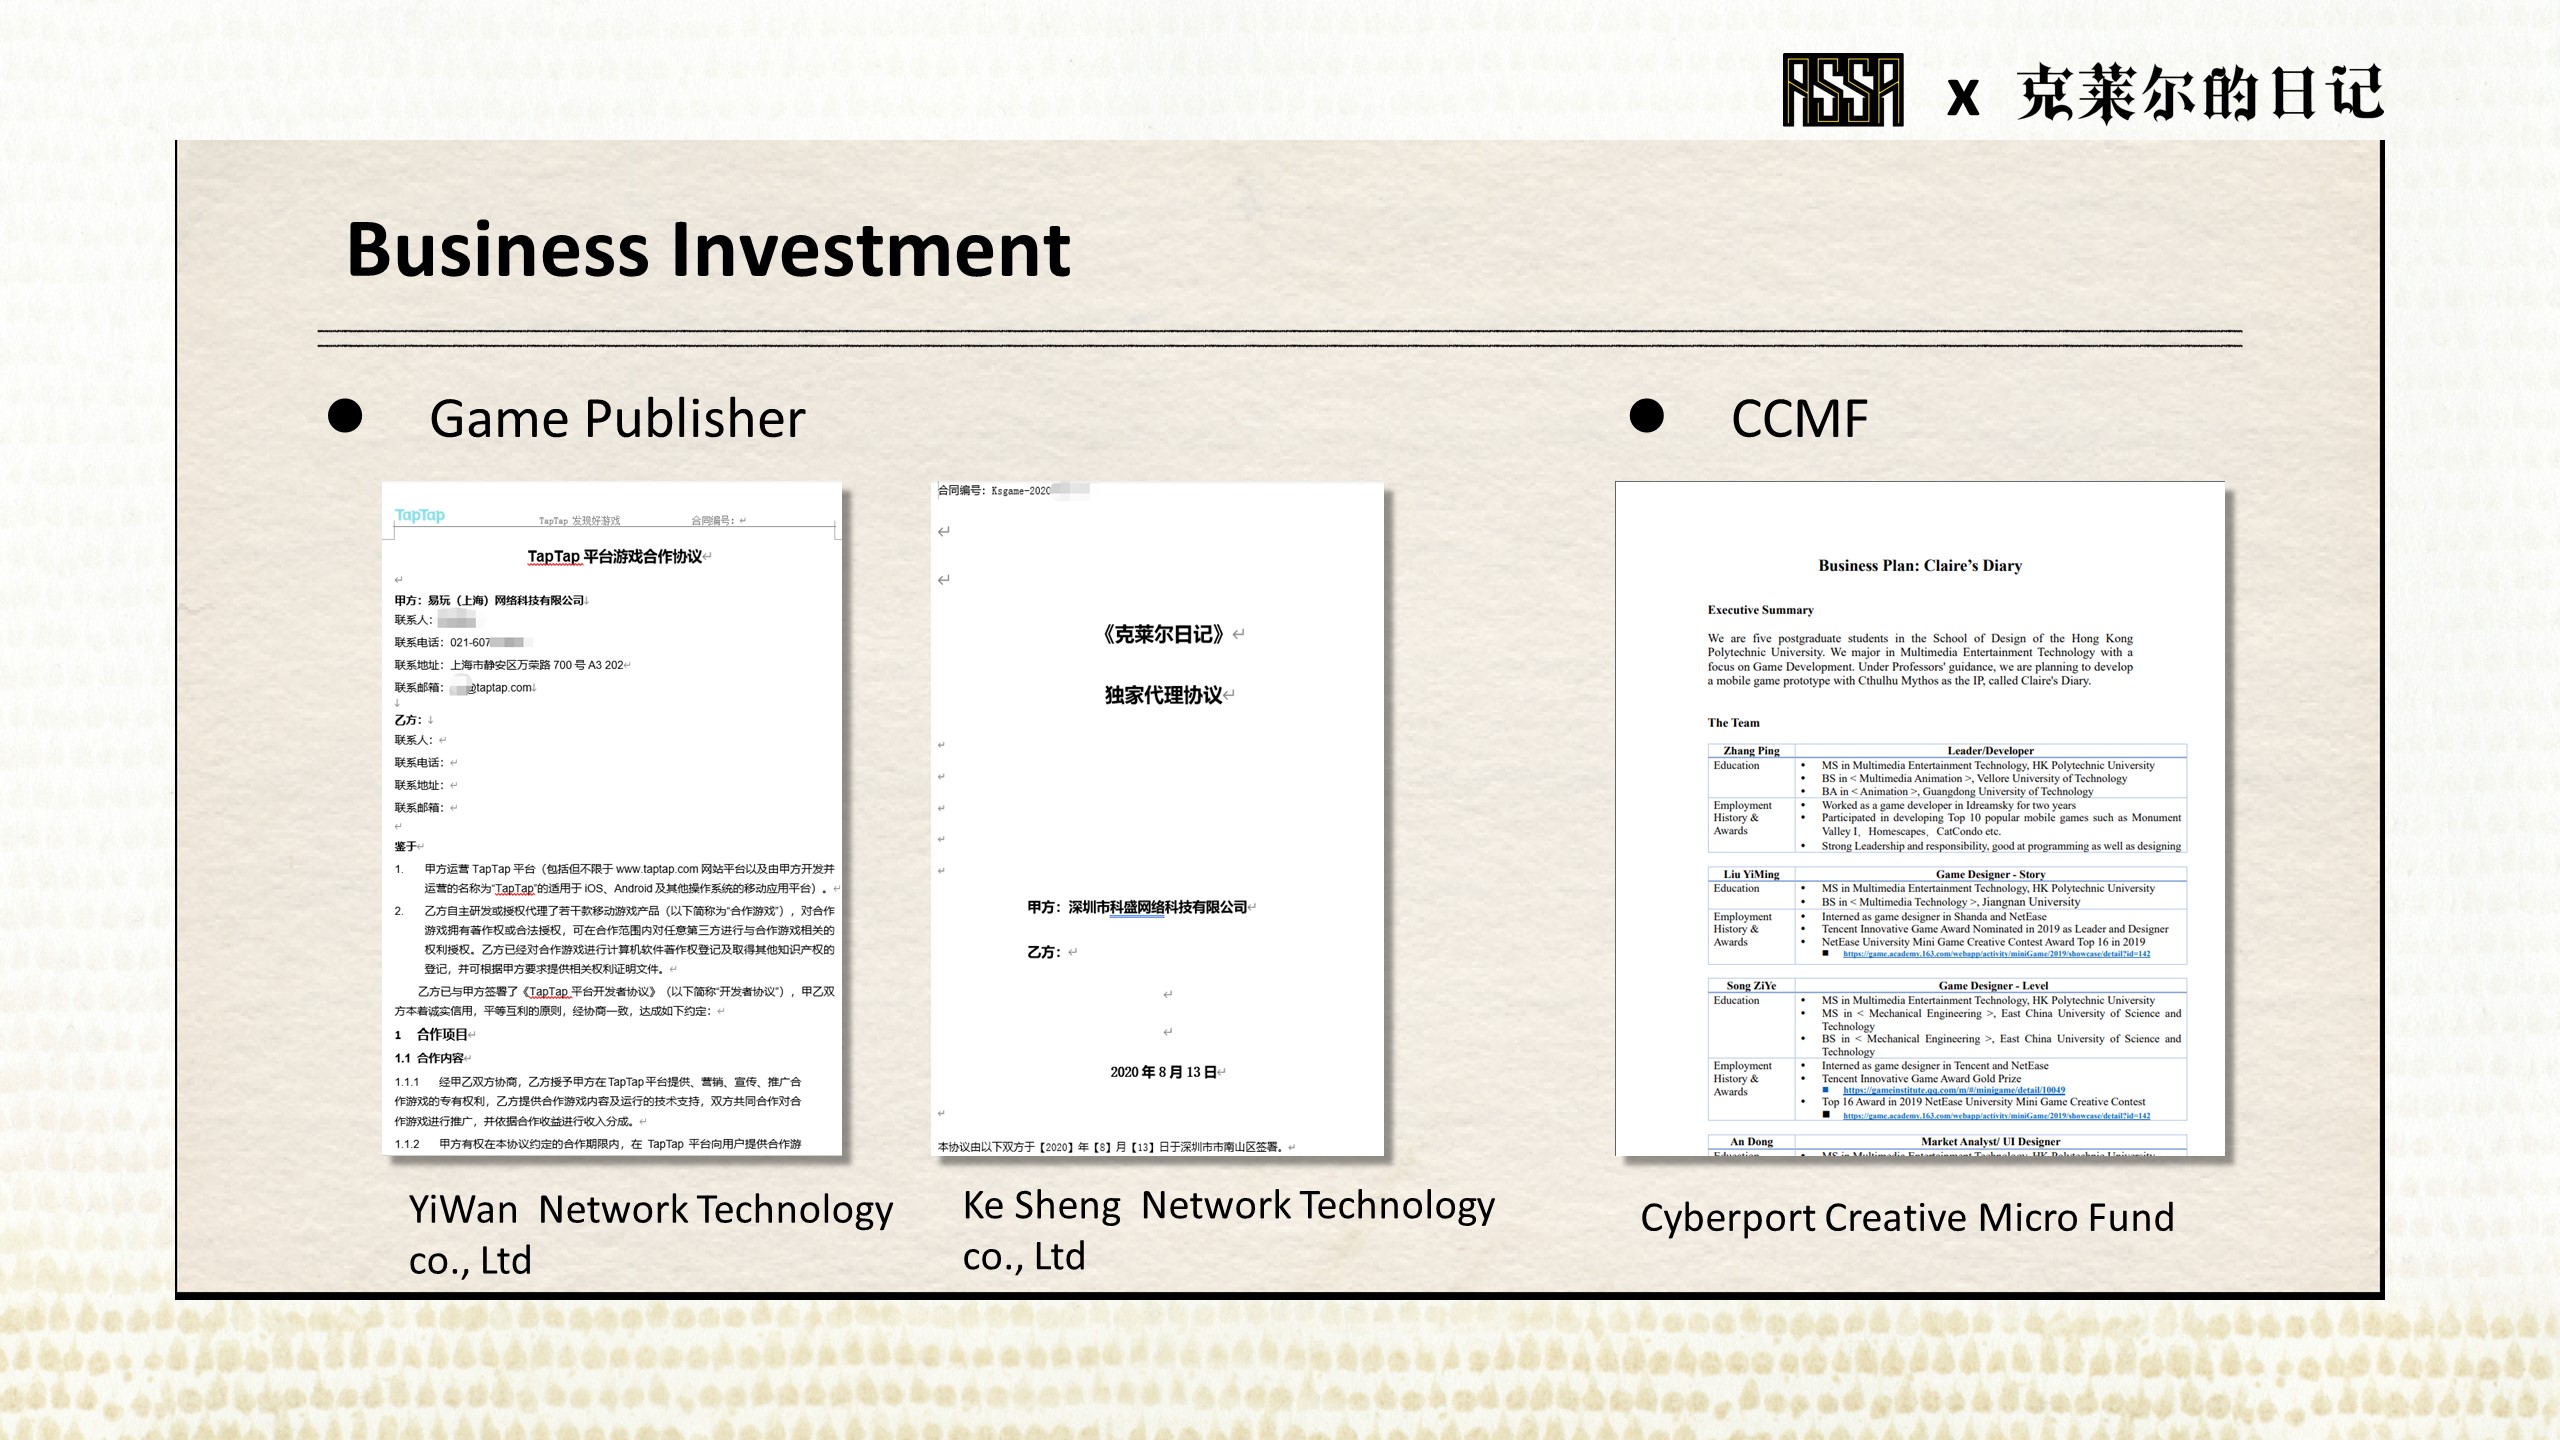 ASSA x 克莱尔的日记
Business Investment
● Game Publisher
TapTap
TapTap 发现好游戏 合同编号：
TapTap 平台游戏合作协议
甲方：易玩（上海）网络科技有限公司
联系人：
联系电话：021-607
联系地址：上海市静安区万荣路 700 号 A3 202
联系邮箱： @taptap.com
乙方：
联系人：
联系电话：
联系地址：
联系邮箱：
鉴于
1. 甲方运营 TapTap 平台（包括但不限于 www.taptap.com 网站平台以及由甲方开发并
运营的名称为“TapTap”的适用于 iOS、Android 及其他操作系统的移动应用平台）。
2. 乙方自主研发或授权代理了若干款移动游戏产品（以下简称为“合作游戏”），对合作
游戏拥有著作权或合法授权，可在合作范围内对任意第三方进行与合作游戏相关的
权利授权。乙方已经对合作游戏进行计算机软件著作权登记及取得其他知识产权的
登记，并可根据甲方要求提供相关权利证明文件。
乙方已与甲方签署了《TapTap 平台开发者协议》（以下简称“开发者协议”），甲乙双
方本着诚实信用，平等互利的原则，经协商一致，达成如下约定：
1 合作项目
1.1 合作内容
1.1.1 经甲乙双方协商，乙方授予甲方在 TapTap 平台提供、营销、宣传、推广合
作游戏的专有权利，乙方提供合作游戏内容及运行的技术支持，双方共同合作对合
作游戏进行推广，并依据合作收益进行收入分成。
1.1.2 甲方有权在本协议约定的合作期限内，在 TapTap 平台向用户提供合作游
YiWan Network Technology
co., Ltd
合同编号：Ksgame-2020
《克莱尔日记》
独家代理协议
甲方：深圳市科盛网络科技有限公司
乙方：
2020 年 8 月 13 日
本协议由以下双方于【2020】年【8】月【13】日于深圳市市南山区签署。
Ke Sheng Network Technology
co., Ltd
● CCMF
Business Plan: Claire’s Diary
Executive Summary
We are five postgraduate students in the School of Design of the Hong Kong
Polytechnic University. We major in Multimedia Entertainment Technology with a
focus on Game Development. Under Professors' guidance, we are planning to develop
a mobile game prototype with Cthulhu Mythos as the IP, called Claire's Diary.
The Team
Zhang Ping Leader/Developer
Education • MS in Multimedia Entertainment Technology, HK Polytechnic University
• BS in < Multimedia Animation >, Vellore University of Technology
• BA in < Animation >, Guangdong University of Technology
Employment • Worked as a game developer in Idreamsky for two years
History & • Participated in developing Top 10 popular mobile games such as Monument
Awards Valley I, Homescapes, CatCondo etc.
• Strong Leadership and responsibility, good at programming as well as designing
Liu YiMing Game Designer - Story
Education • MS in Multimedia Entertainment Technology, HK Polytechnic University
• BS in < Multimedia Technology >, Jiangnan University
Employment • Interned as game designer in Shanda and NetEase
History & • Tencent Innovative Game Award Nominated in 2019 as Leader and Designer
Awards • NetEase University Mini Game Creative Contest Award Top 16 in 2019
■ https://game.academy.163.com/webapp/activity/miniGame/2019/showcase/detail?id=142
Song ZiYe Game Designer - Level
Education • MS in Multimedia Entertainment Technology, HK Polytechnic University
• MS in < Mechanical Engineering >, East China University of Science and
Technology
• BS in < Mechanical Engineering >, East China University of Science and
Technology
Employment • Interned as game designer in Tencent and NetEase
History & • Tencent Innovative Game Award Gold Prize
Awards ■ https://gameinstitute.qq.com/m/#/minigame/detail/10049
• Top 16 Award in 2019 NetEase University Mini Game Creative Contest
■ https://game.academy.163.com/webapp/activity/miniGame/2019/showcase/detail?id=142
An Dong Market Analyst/ UI Designer
Education • MS in Multimedia Entertainment Technology, HK Polytechnic University
Cyberport Creative Micro Fund